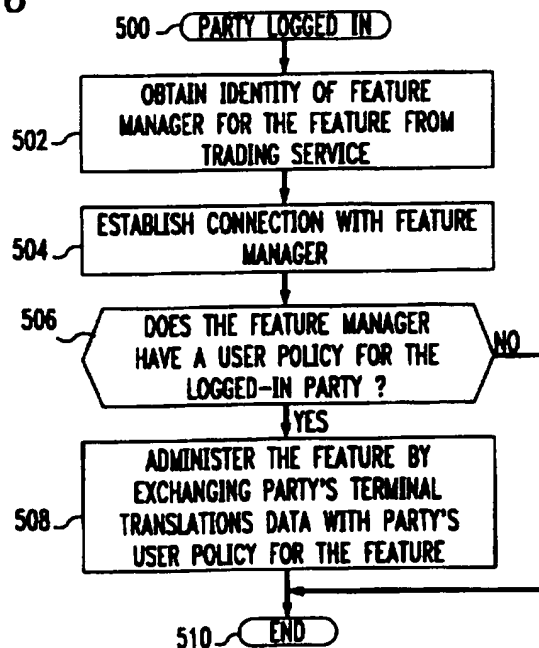 500
PARTY LOGGED IN
OBTAIN IDENTITY OF FEATURE
MANAGER FOR THE FEATURE FROM
TRADING SERVICE
502
ESTABLISH CONNECTION WITH FEATURE
MANAGER
504
506
DOES THE FEATURE MANAGER
HAVE A USER POLICY FOR THE
LOGGED-IN PARTY ?
NO
YES
ADMINISTER THE FEATURE BY
EXCHANGING PARTY'S TERMINAL
TRANSLATIONS DATA WITH PARTY'S
USER POLICY FOR THE FEATURE
508
510
END